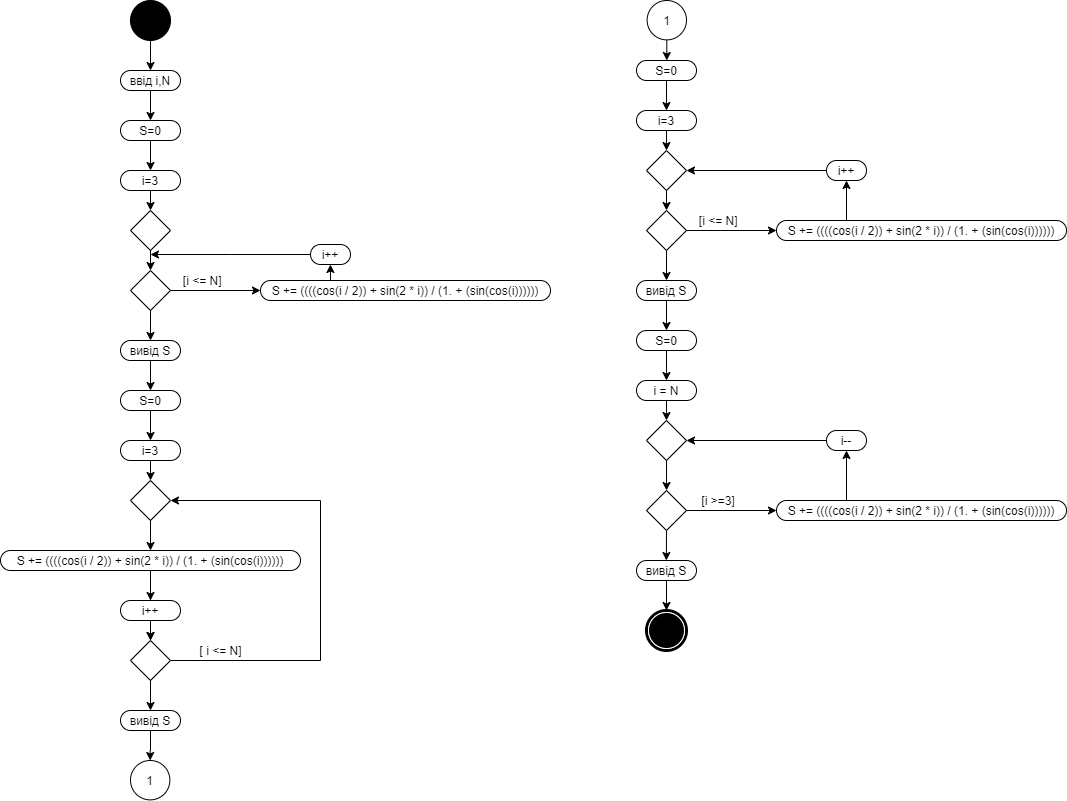 ввід i,N
S=0
i=3
i++
[i <= N]
S += ((((cos(i / 2)) + sin(2 * i)) / (1. + (sin(cos(i))))))
вивід S
S=0
i=3
S += ((((cos(i / 2)) + sin(2 * i)) / (1. + (sin(cos(i))))))
i++
[ i <= N]
вивід S
1
1
S=0
i=3
i++
[i <= N]
S += ((((cos(i / 2)) + sin(2 * i)) / (1. + (sin(cos(i))))))
вивід S
S=0
i = N
i--
[i >=3]
S += ((((cos(i / 2)) + sin(2 * i)) / (1. + (sin(cos(i))))))
вивід S